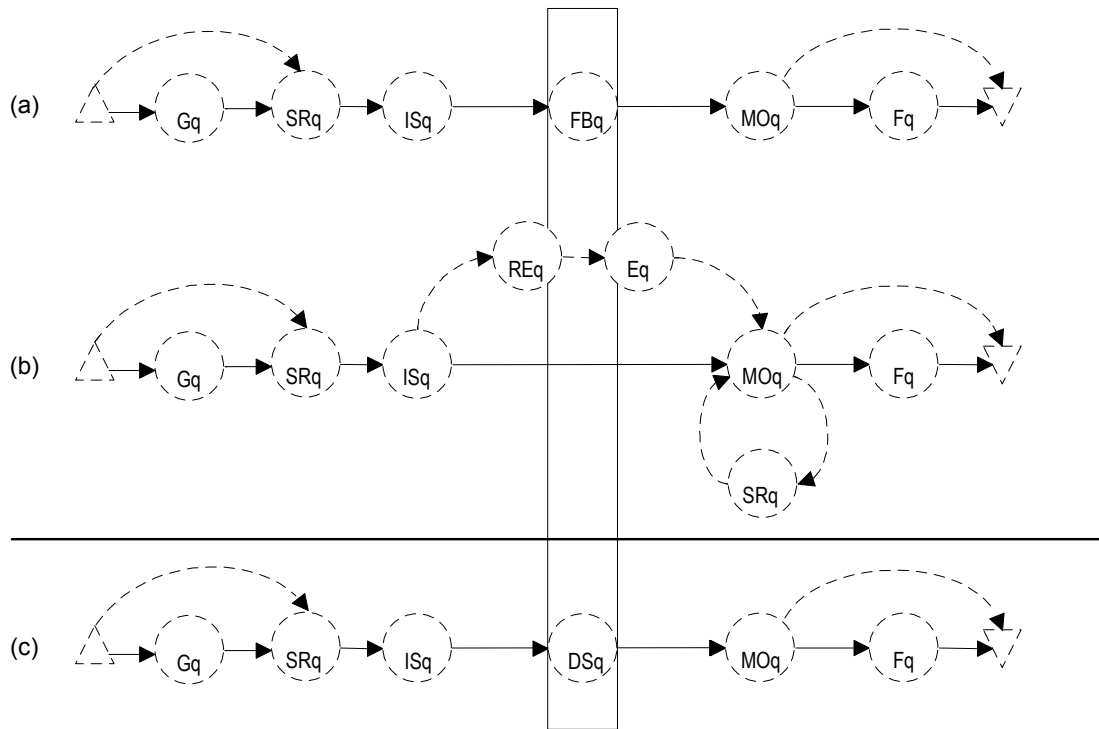 (a) Gq SRq ISq FBq MOq Fq
REq Eq
(b) Gq SRq ISq MOq Fq
SRq
(c) Gq SRq ISq DSq MOq Fq